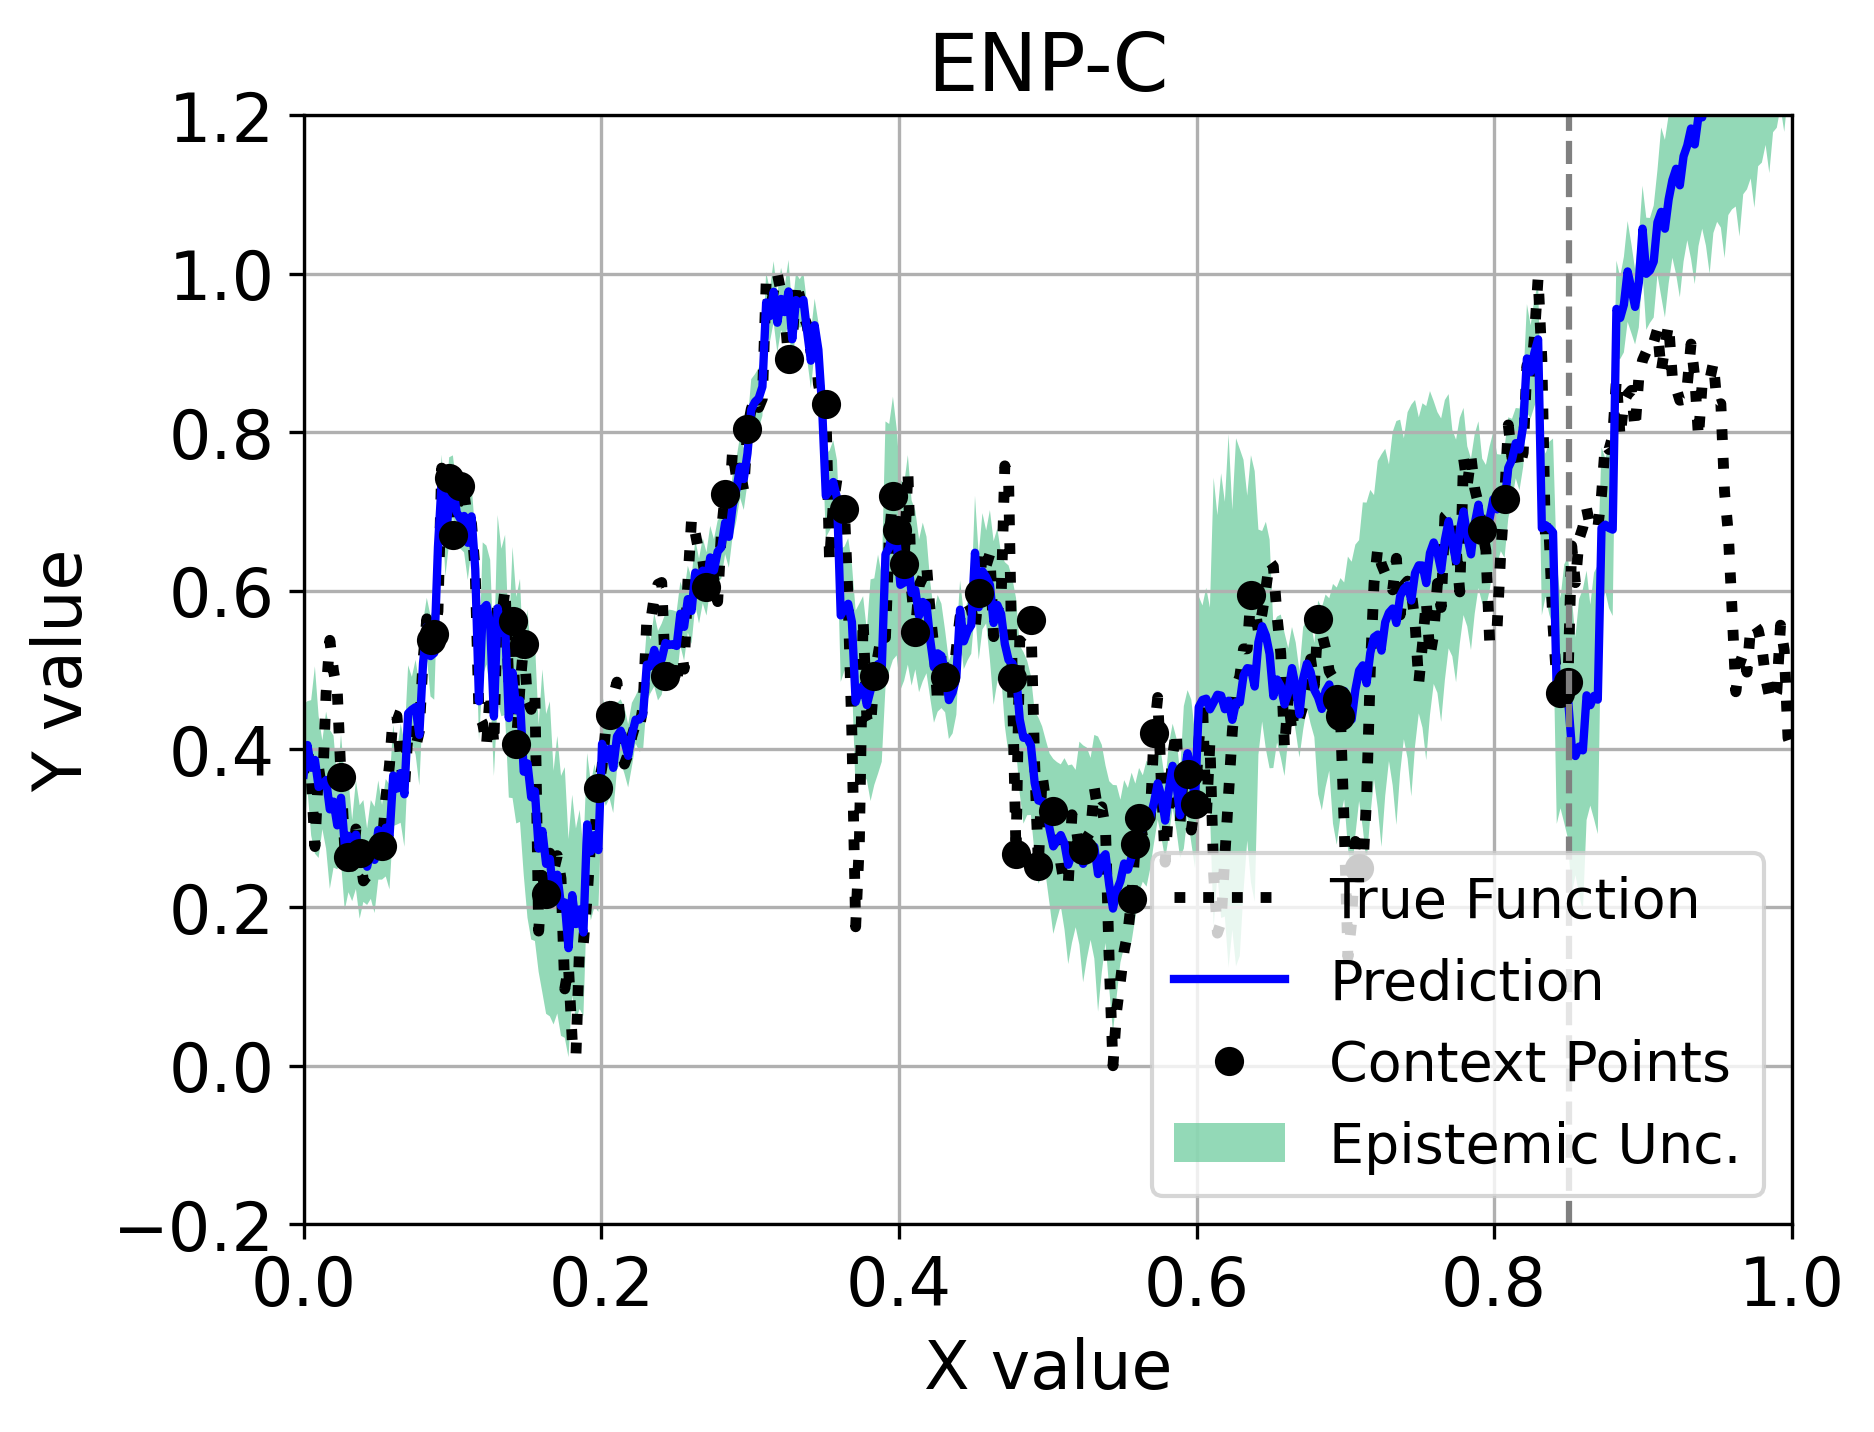 ENP-C
1.2
1.0
0.8
0.6
0.4
0.2
0.0
−0.2
Y value
True Function
Prediction
Context Points
Epistemic Unc.
0.0 0.2 0.4 0.6 0.8 1.0
X value